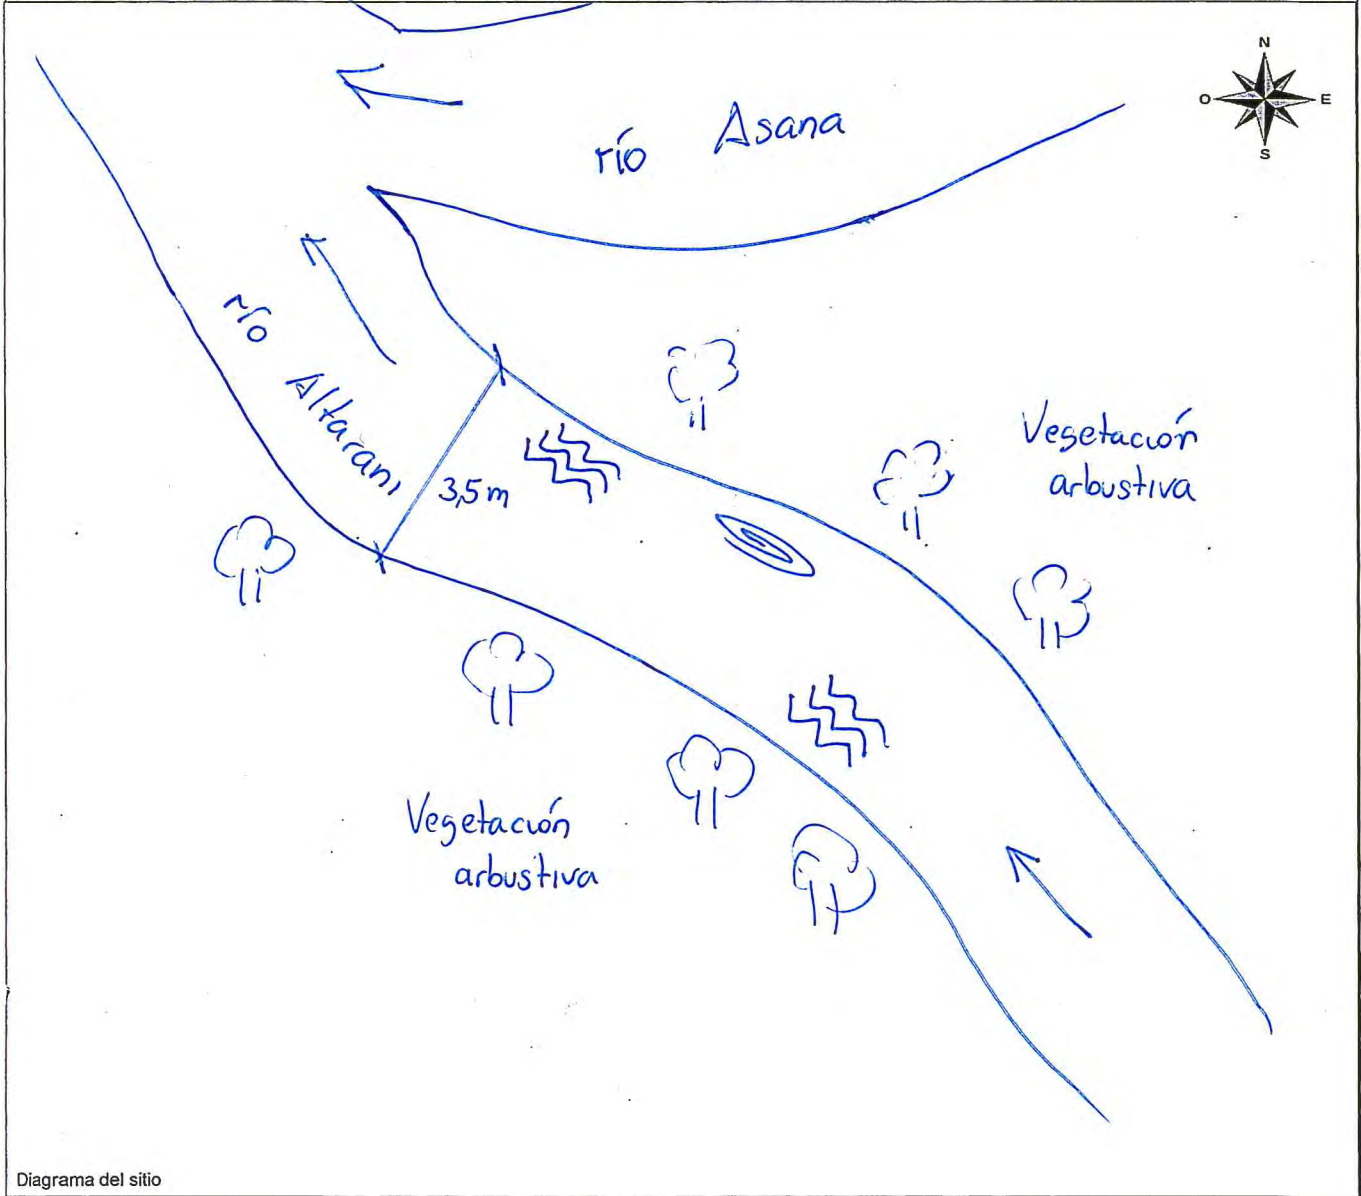 N
O E
S
río Asana
río Altarani
3,5 m
Vegetación
arbustiva
Vegetación
arbustiva
Diagrama del sitio